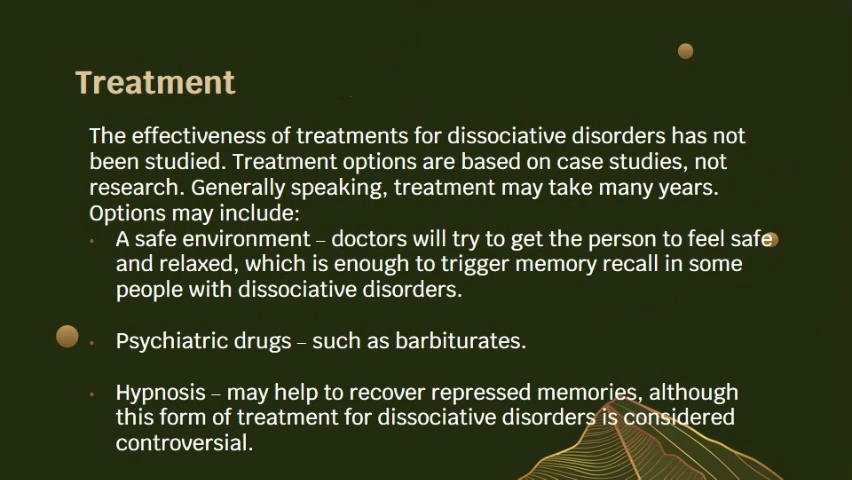 Treatment
The effectiveness of treatments for dissociative disorders has not
been studied. Treatment options are based on case studies, not
research. Generally speaking, treatment may take many years.
Options may include:
• A safe environment – doctors will try to get the person to feel safe
and relaxed, which is enough to trigger memory recall in some
people with dissociative disorders.
• Psychiatric drugs – such as barbiturates.
• Hypnosis – may help to recover repressed memories, although
this form of treatment for dissociative disorders is considered
controversial.